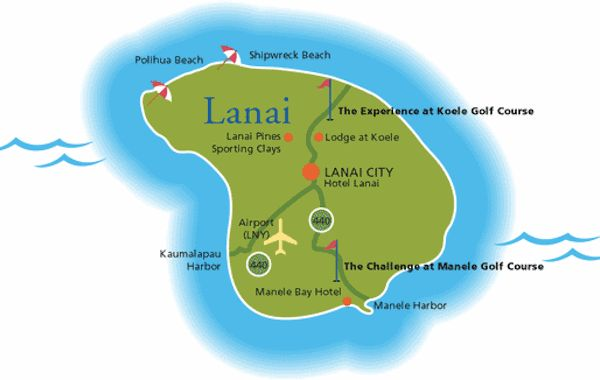 Shipwreck Beach
Polihua Beach
Lanai
The Experience at Koele Golf Course
Lanai Pines
Sporting Clays
Lodge at Koele
LANAI CITY
Hotel Lanai
Airport
(LNY)
440
Kaumalapau
Harbor
440
The Challenge at Manele Golf Course
Manele Bay Hotel
Manele Harbor